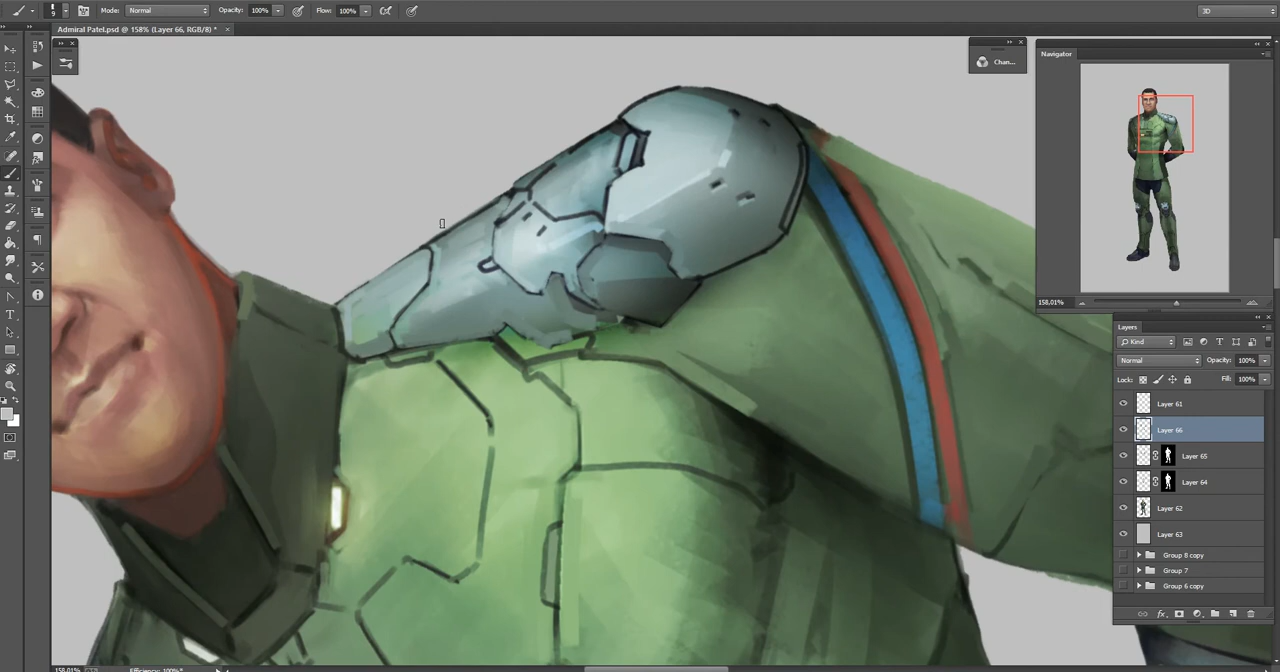 9
Mode: Normal
Opacity: 100%
Flow: 100%
3D
Admiral Patel.psd @ 158% (Layer 66, RGB/8) * ×
Chan...
Navigator
158.01%
Layers
Kind
Normal
Opacity: 100%
Lock:
Fill: 100%
Layer 61
Layer 66
Layer 65
Layer 64
Layer 62
Layer 63
Group 8 copy
Group 7
Group 6 copy
fx
158.01%
Efficiency: 100%*